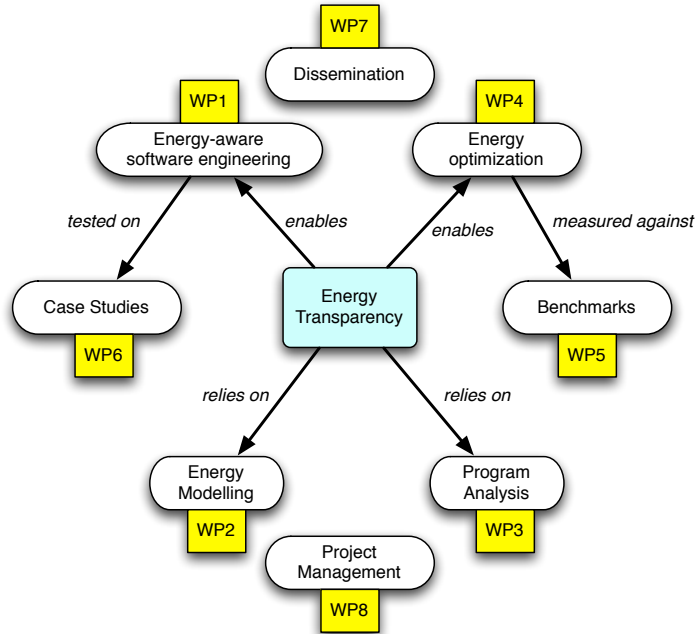 WP7
Dissemination
WP1
Energy-aware
software engineering
WP4
Energy
optimization
tested on
enables
enables
measured against
Case Studies
WP6
Energy
Transparency
Benchmarks
WP5
relies on
relies on
Energy
Modelling
WP2
Program
Analysis
WP3
Project
Management
WP8